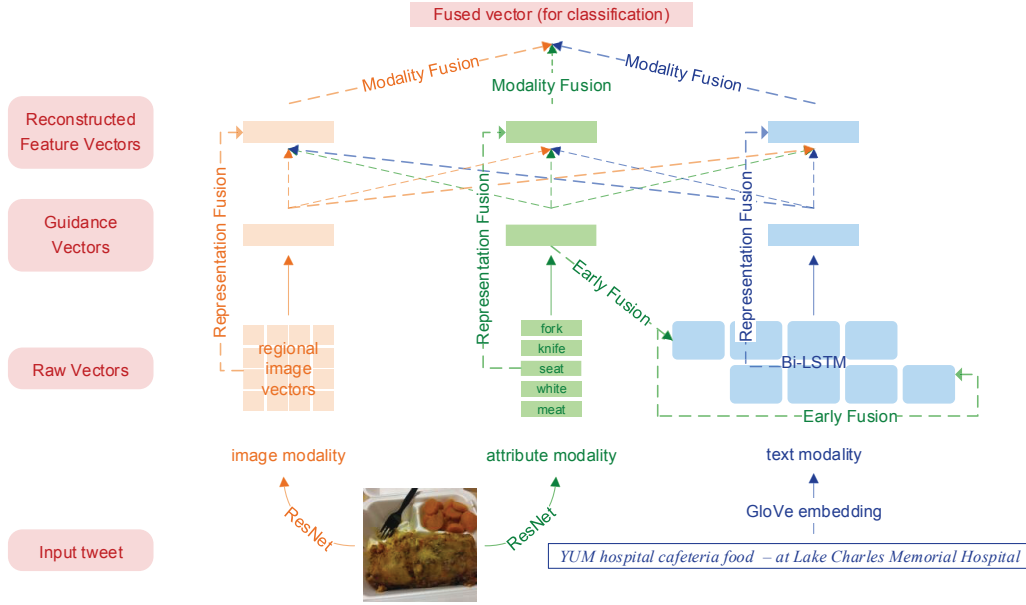 Fused vector (for classification)
Modality Fusion
Modality Fusion
Modality Fusion
Reconstructed
Feature Vectors
Guidance
Vectors
Representation Fusion
Representation Fusion
Representation Fusion
Early Fusion
Raw Vectors
regional
image
vectors
fork
knife
seat
white
meat
Bi-LSTM
Early Fusion
image modality
attribute modality
text modality
ResNet
ResNet
GloVe embedding
Input tweet
YUM hospital cafeteria food – at Lake Charles Memorial Hospital